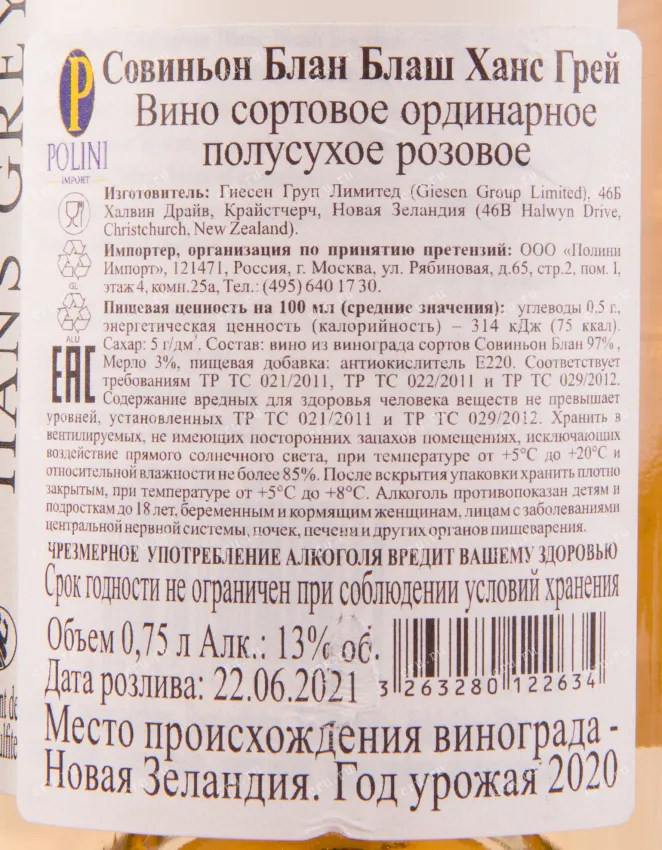 Совиньон Блан Блаш Ханс Грей
Вино сортовое ординарное
полусухое розовое
POLINI
IMPORT
Изготовитель: Гиесен Груп Лимитед (Giesen Group Limited), 46Б
Халвин Драйв, Крайстчерч, Новая Зеландия (46B Halwyn Drive,
Christchurch, New Zealand).
Импортер, организация по принятию претензий: ООО «Полини
Импорт», 121471, Россия, г. Москва, ул. Рябиновая, д.65, стр.2, пом. I,
этаж 4, комн.25а, Тел.: (495) 640 17 30.
GL
Пищевая ценность на 100 мл (средние значения): углеводы 0,5 г.,
энергетическая ценность (калорийность) – 314 кДж (75 ккал).
ALU
Сахар: 5 г/дм³. Состав: вино из винограда сортов Совиньон Блан 97%,
Мерло 3%, пищевая добавка: антиокислитель Е220. Соответствует
требованиям ТР ТС 021/2011, ТР ТС 022/2011 и ТР ТС 029/2012.
EAC
Содержание вредных для здоровья человека веществ не превышает
уровней, установленных ТР ТС 021/2011 и ТР ТС 029/2012. Хранить в
вентилируемых, не имеющих посторонних запахов помещениях, исключающих
воздействие прямого солнечного света, при температуре от +5°С до +20°С и
относительной влажности не более 85%. После вскрытия упаковки хранить плотно
закрытым, при температуре от +5°С до +8°С. Алкоголь противопоказан детям и
подросткам до 18 лет, беременным и кормящим женщинам, лицам с заболеваниями
центральной нервной системы, почек, печени и других органов пищеварения.
ЧРЕЗМЕРНОЕ УПОТРЕБЛЕНИЕ АЛКОГОЛЯ ВРЕДИТ ВАШЕМУ ЗДОРОВЬЮ
Срок годности не ограничен при соблюдении условий хранения
Объем 0,75 л Алк.: 13% об.
Дата розлива: 22.06.2021
3 263280 122634
Место происхождения винограда -
Новая Зеландия. Год урожая 2020
HANS GREY